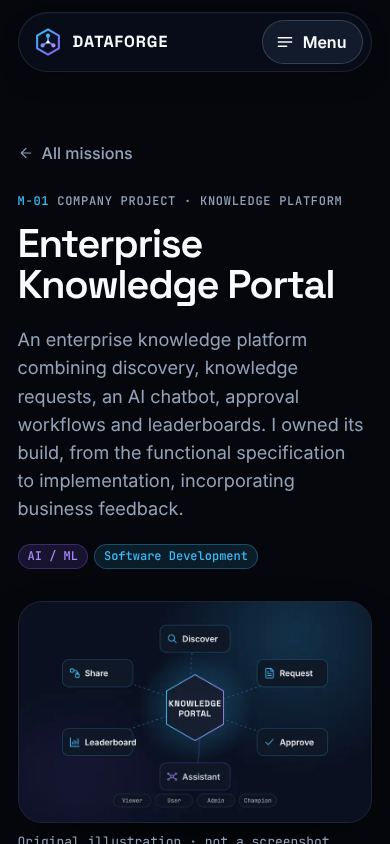 DATAFORGE
Menu
All missions
M-01 COMPANY PROJECT · KNOWLEDGE PLATFORM
Enterprise
Knowledge Portal
An enterprise knowledge platform
combining discovery, knowledge
requests, an AI chatbot, approval
workflows and leaderboards. I owned its
build, from the functional specification
to implementation, incorporating
business feedback.
AI / ML
Software Development
Discover
Share
Request
KNOWLEDGE
PORTAL
Leaderboard
Approve
Assistant
Viewer
User
Admin
Champion
Original illustration · not a screenshot